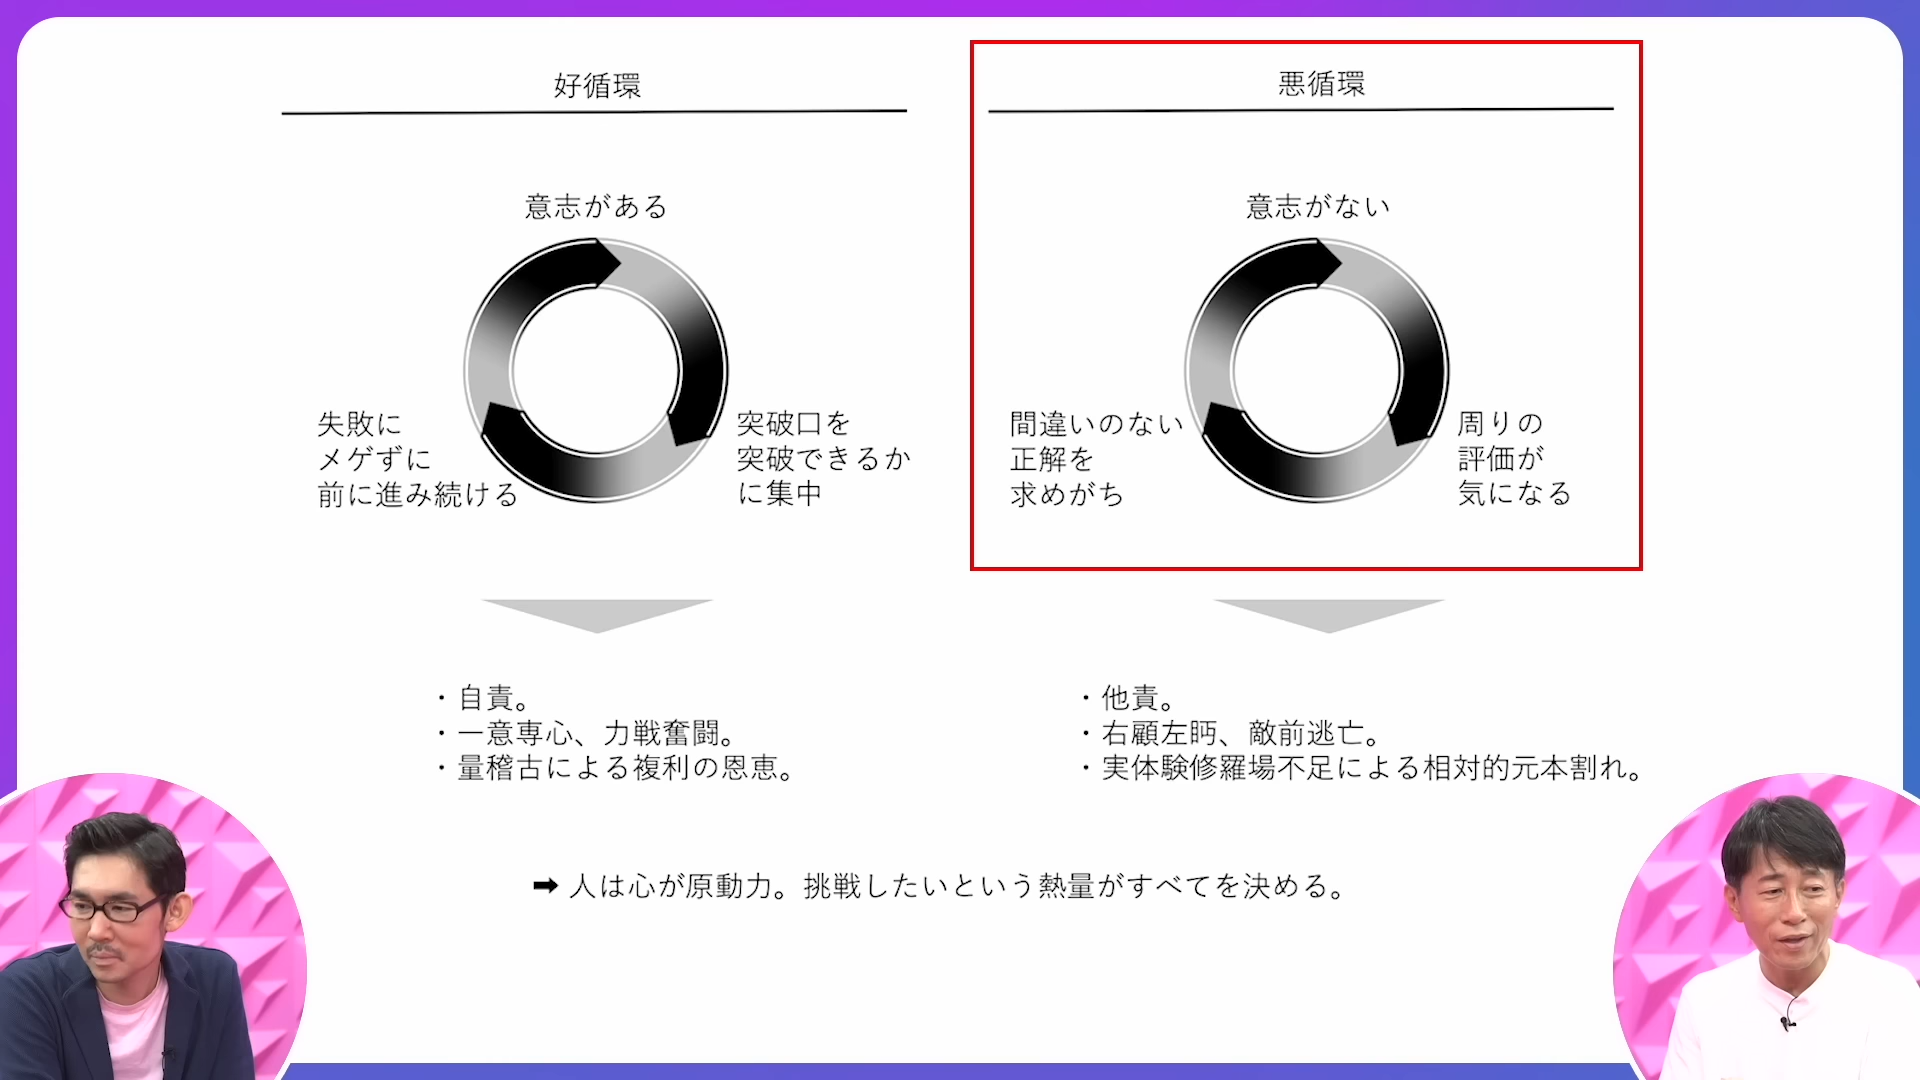 好循環
意志がある
突破口を
突破できるか
に集中
失敗に
メゲずに
前に進み続ける
・自責。
・一意専心、力戦奮闘。
・量稽古による複利の恩恵。
悪循環
意志がない
周りの
評価が
気になる
間違いのない
正解を
求めがち
・他責。
・右顧左眄、敵前逃亡。
・実体験修羅場不足による相対的元本割れ。
➡ 人は心が原動力。挑戦したいという熱量がすべてを決める。